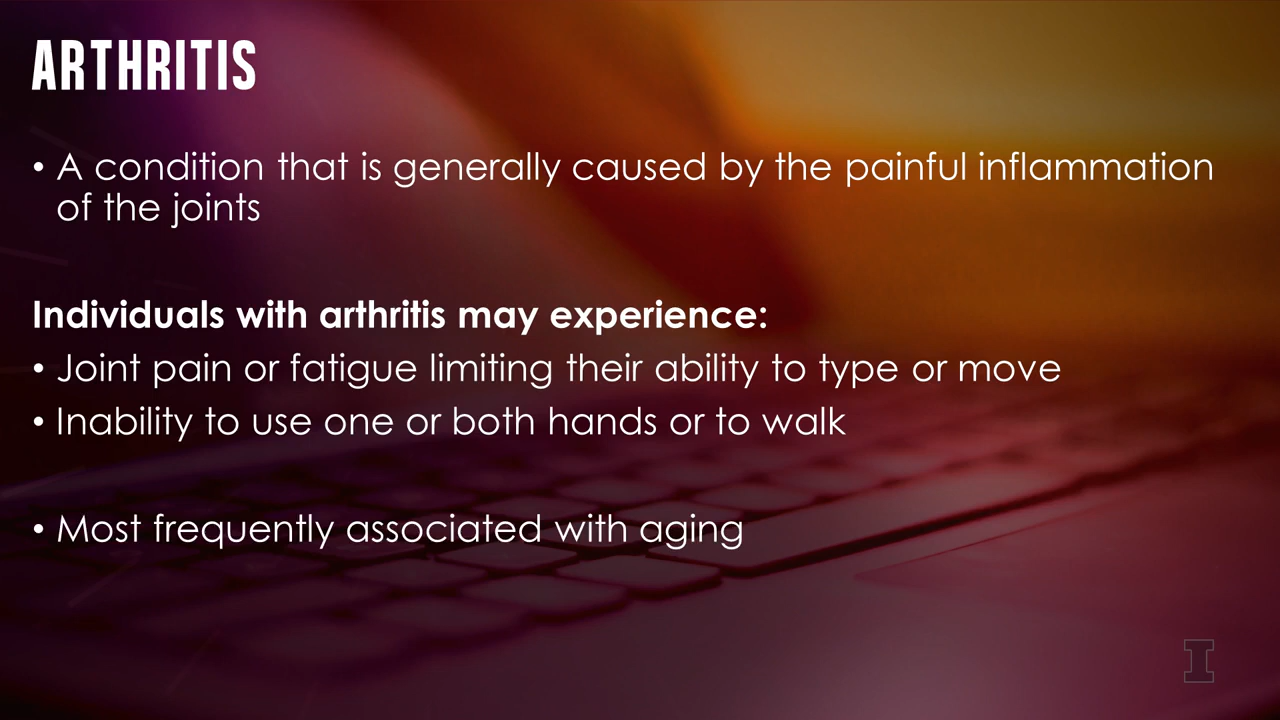 ARTHRITIS
• A condition that is generally caused by the painful inflammation
of the joints
Individuals with arthritis may experience:
• Joint pain or fatigue limiting their ability to type or move
• Inability to use one or both hands or to walk
• Most frequently associated with aging
I